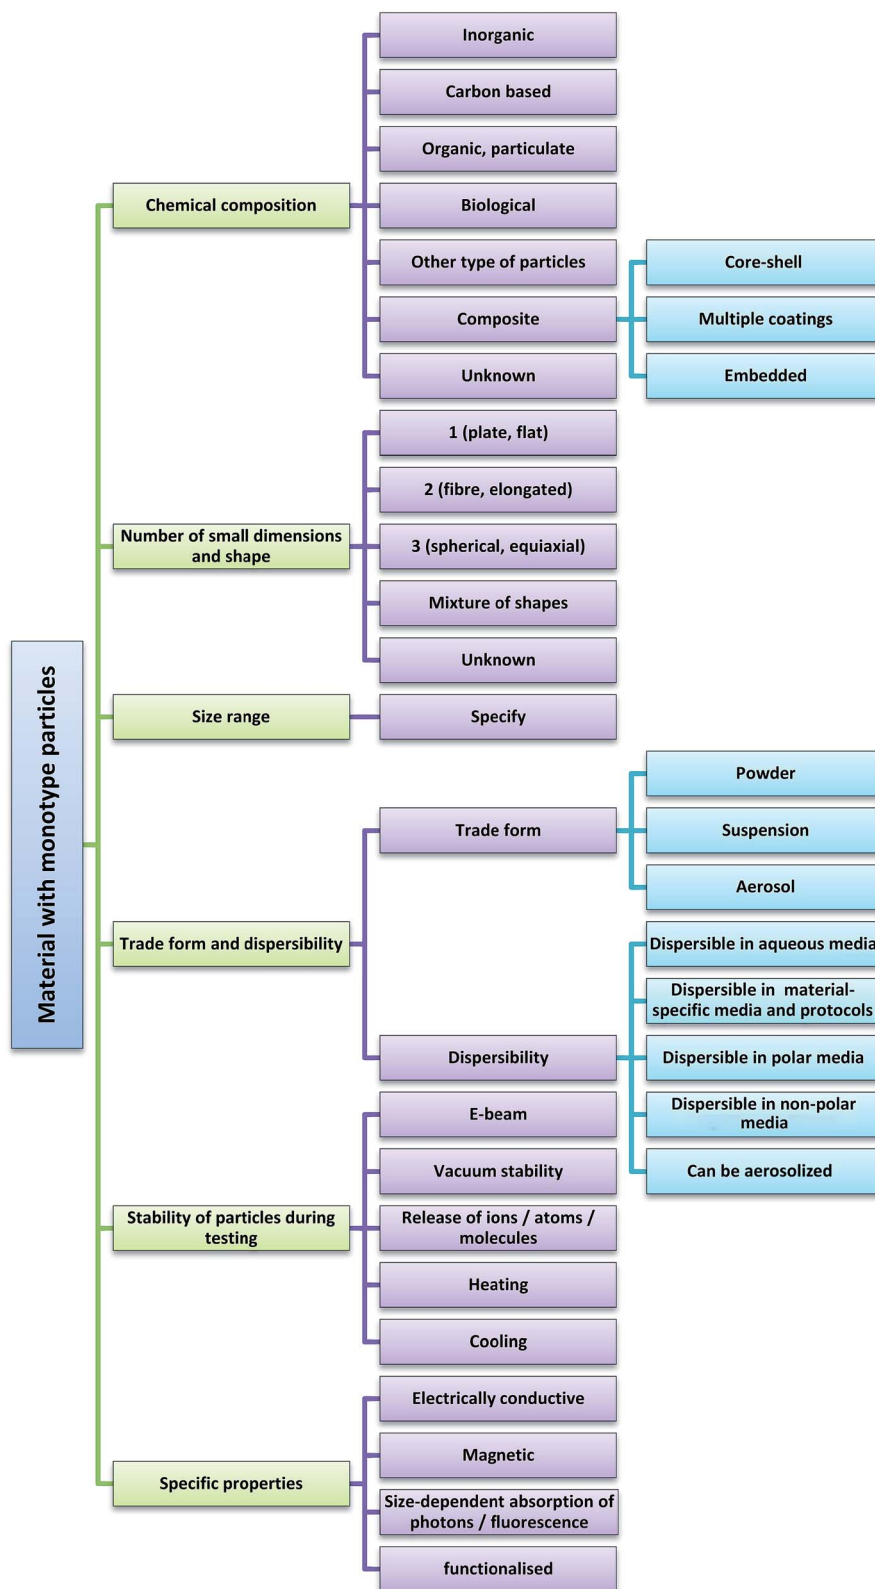 Material with monotype particles
Chemical composition
Inorganic
Carbon based
Organic, particulate
Biological
Other type of particles
Composite
Core-shell
Multiple coatings
Embedded
Unknown
Number of small dimensions
and shape
1 (plate, flat)
2 (fibre, elongated)
3 (spherical, equiaxial)
Mixture of shapes
Unknown
Size range
Specify
Trade form and dispersibility
Trade form
Powder
Suspension
Aerosol
Dispersibility
Dispersible in aqueous media
Dispersible in material-
specific media and protocols
Dispersible in polar media
Dispersible in non-polar
media
Can be aerosolized
Stability of particles during
testing
E-beam
Vacuum stability
Release of ions / atoms /
molecules
Heating
Cooling
Specific properties
Electrically conductive
Magnetic
Size-dependent absorption of
photons / fluorescence
functionalised